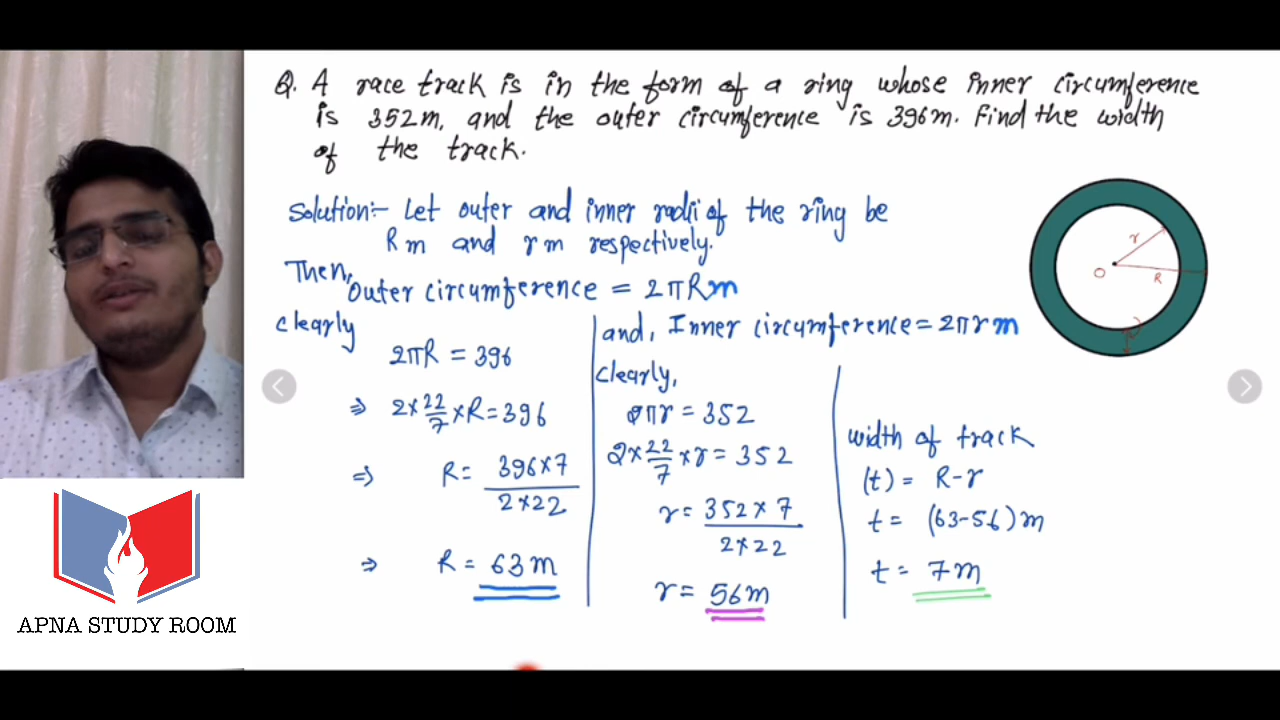 Q. A race track is in the form of a ring whose inner circumference
is 352m, and the outer circumference is 396m. Find the width
of the track.
Solution:- Let outer and inner radii of the ring be
R m and r m respectively.
Then, outer circumference = 2πRm
clearly
2πR = 396
⇒ 2×22/7×R=396
⇒ R= 396×7/2×22
⇒ R = 63m
and, Inner circumference = 2πrm
clearly,
2πr = 352
2×22/7×r = 352
r= 352×7/2×22
r= 56m
width of track
(t) = R-r
t= (63-56)m
t= 7m
r
O
R
APNA STUDY ROOM